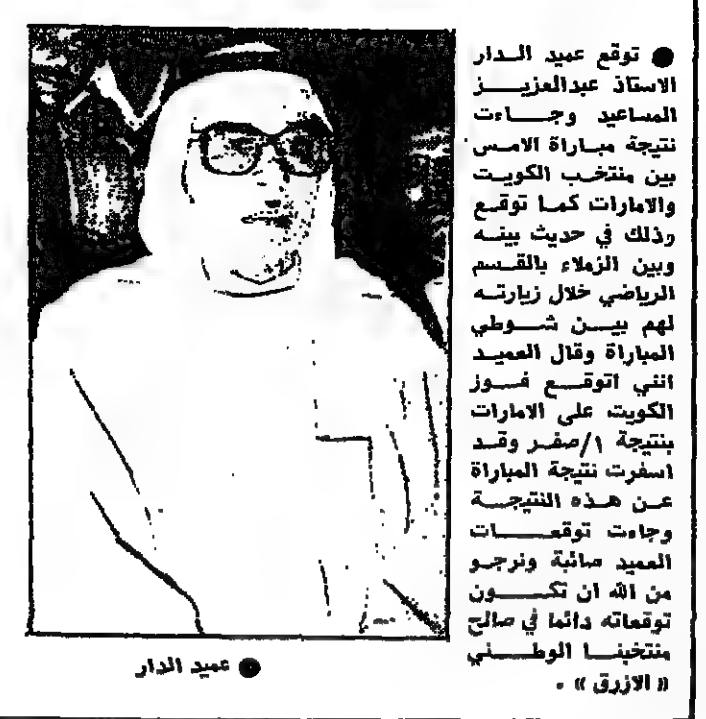 ● توقع عميد الدار
الاستاذ عبدالعزيز
المساعيد وجاءت
نتيجة مباراة الامس
بين منتخب الكويت
والامارات كما توقع
وذلك في حديث بينه
وبين الزملاء بالقسم
الرياضي خلال زيارته
لهم بين شوطي
المباراة وقال العميد
انني اتوقع فوز
الكويت على الامارات
بنتيجة ١/صفر وقد
اسفرت نتيجة المباراة
عن هذه النتيجة
وجاءت توقعات
العميد صائبة ونرجو
من الله ان تكون
توقعاته دائما في صالح
منتخبنا الوطني
« الازرق » .
● عميد الدار